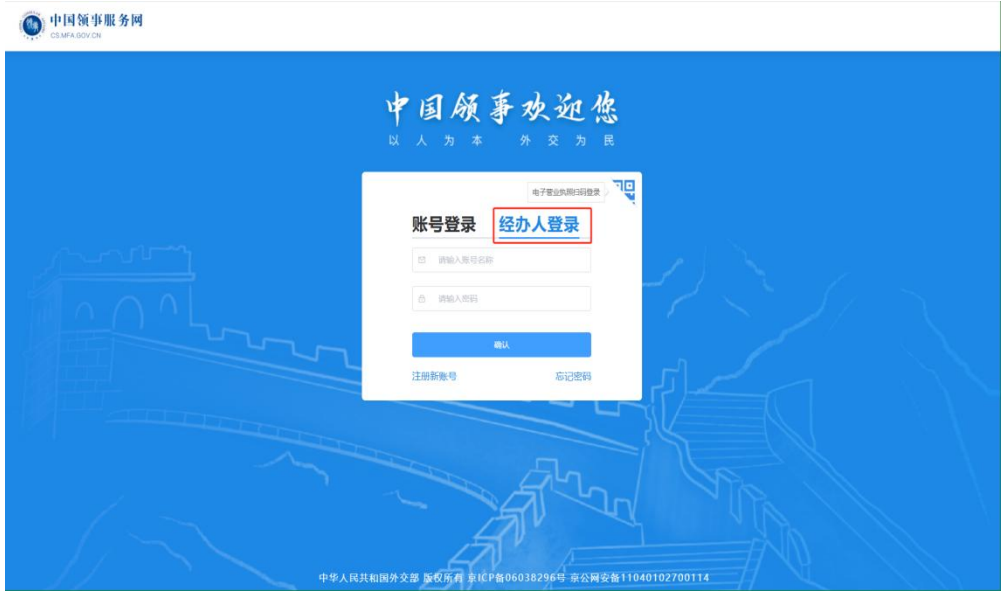 中国领事服务网
CS.MFA.GOV.CN
中国领事欢迎您
以人为本 外交为民
电子营业执照扫码登录
账号登录 经办人登录
请输入账号名称
请输入密码
确认
注册新账号 忘记密码
中华人民共和国外交部 版权所有 京ICP备06038296号 京公网安备11040102700114